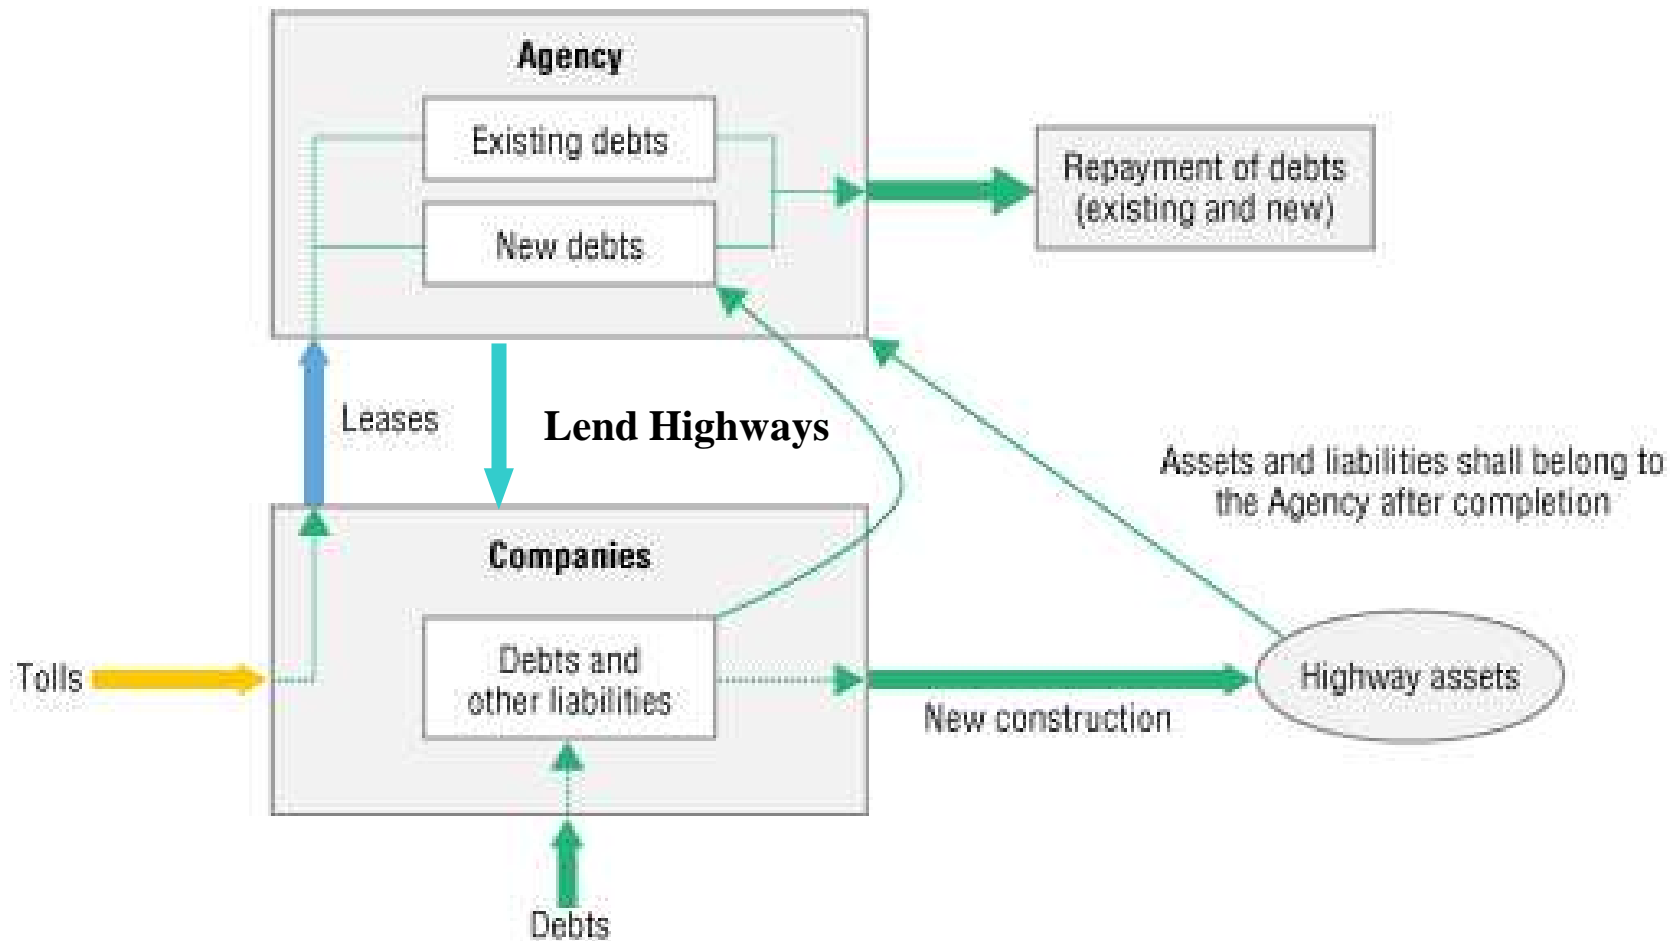 Agency
Existing debts
New debts
Repayment of debts
(existing and new)
Leases
Lend Highways
Assets and liabilities shall belong to
the Agency after completion
Companies
Tolls
Debts and
other liabilities
New construction
Highway assets
Debts